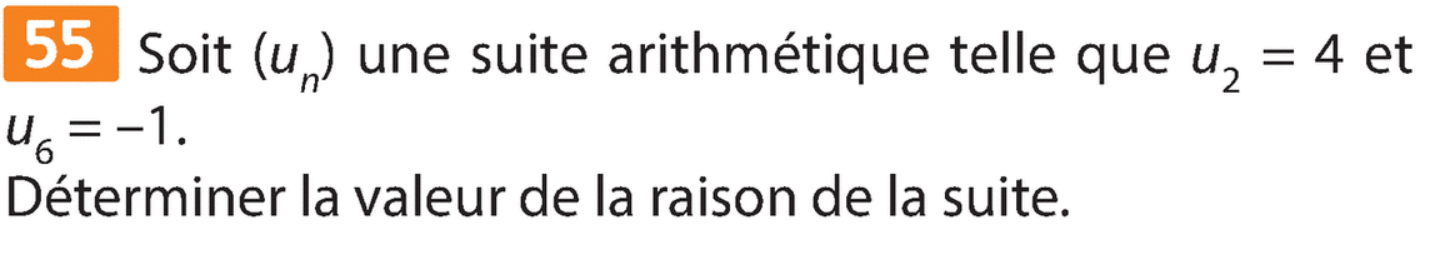 55 Soit (uₙ) une suite arithmétique telle que u₂ = 4 et
u₆ = –1.
Déterminer la valeur de la raison de la suite.